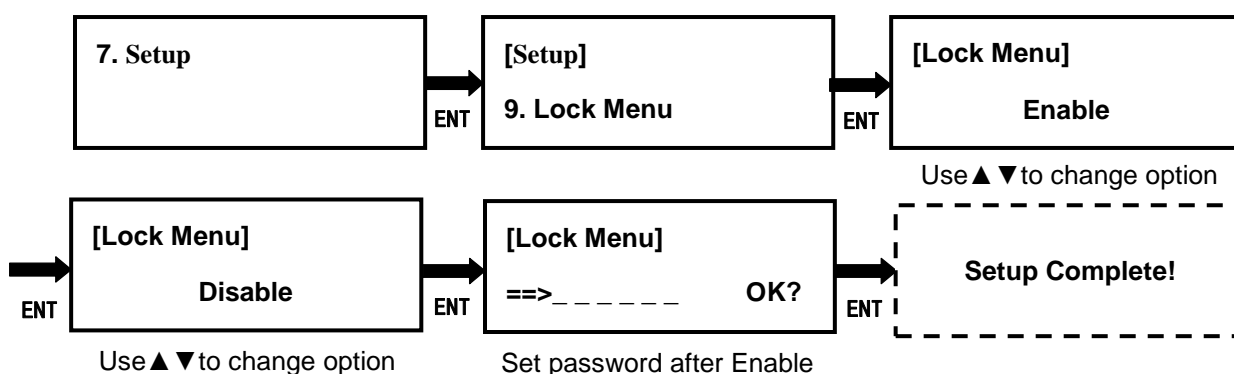 7. Setup
ENT
[Setup]
9. Lock Menu
ENT
[Lock Menu]
Enable
Use▲▼to change option
ENT
[Lock Menu]
Disable
Use▲▼to change option
ENT
[Lock Menu]
==>_ _ _ _ _ _ OK?
Set password after Enable
ENT
Setup Complete!